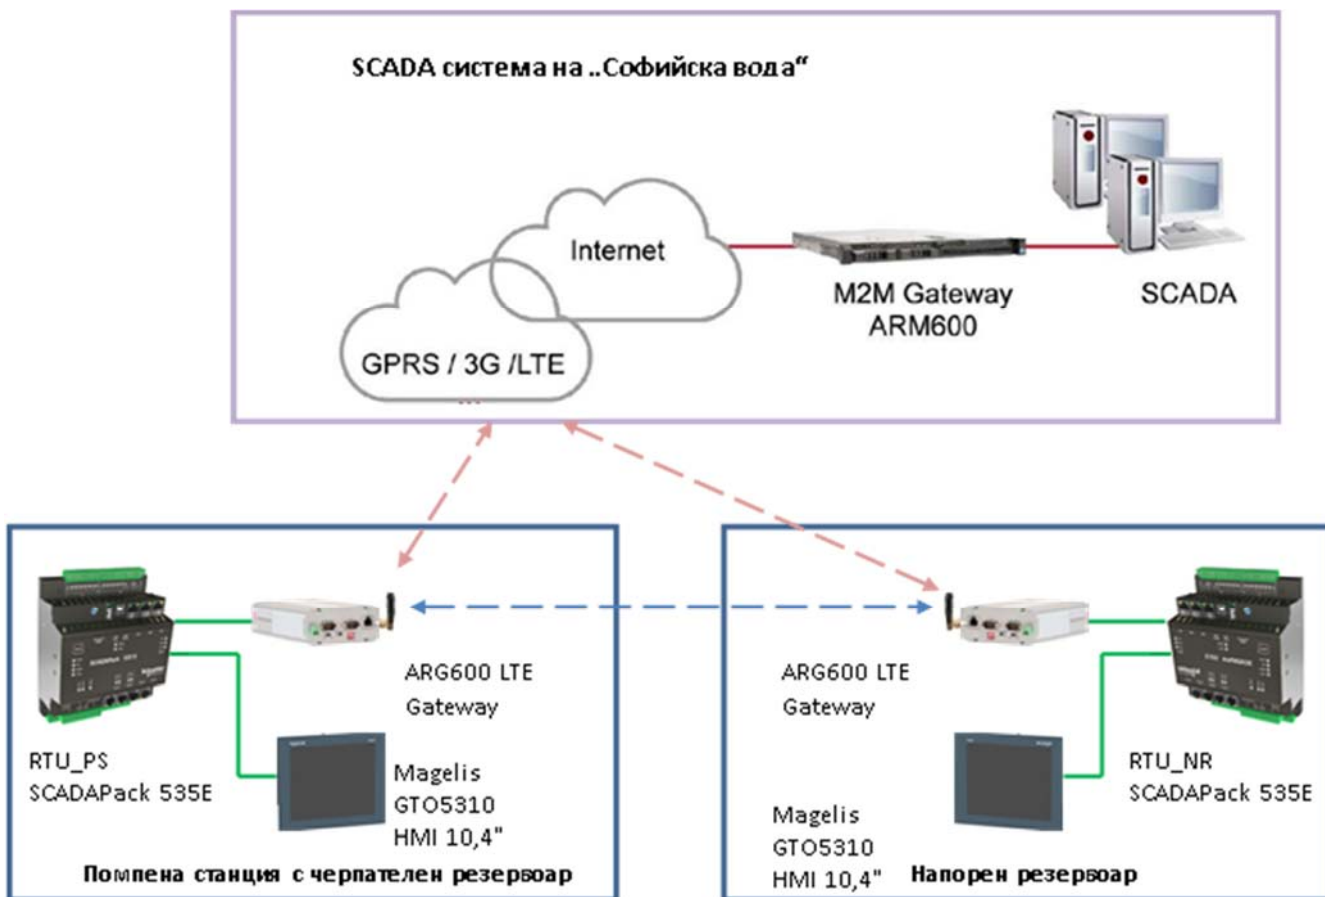 SCADA система на „Софийска вода“
Internet
GPRS / 3G /LTE
...
M2M Gateway
ARM600
SCADA
ARG600 LTE
Gateway
RTU_PS
SCADAPack 535E
Magelis
GTO5310
HMI 10,4"
Помпена станция с черпателен резервоар
ARG600 LTE
Gateway
RTU_NR
SCADAPack 535E
Magelis
GTO5310
HMI 10,4"
Напорен резервоар